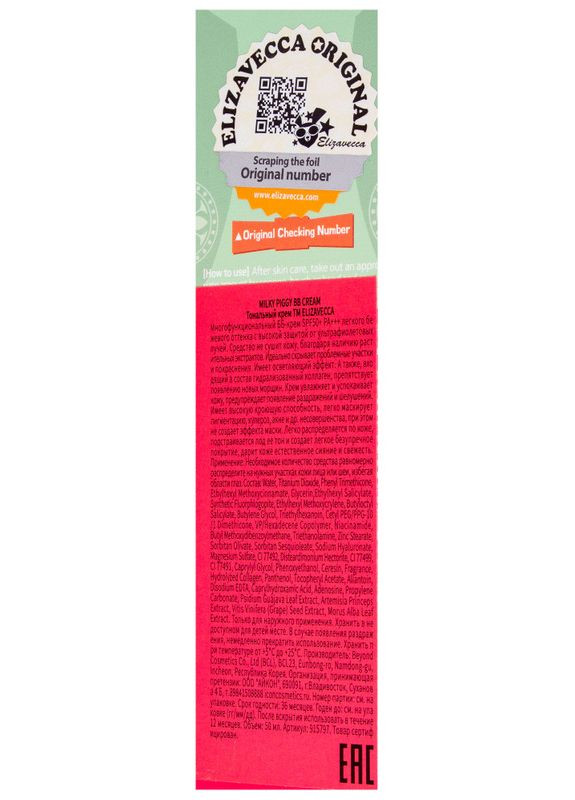 ELIZAVECCA ORIGINAL
Elizavecca
Scraping the foil
Original number
www.elizavecca.com
▲Original Checking Number
[How to use] After skin care, take out an appr
MILKY PIGGY BB CREAM
Тональный крем ТМ ELIZAVECCA
Многофункциональный ББ-крем SPF50+ PA+++ легкого бе
жевого оттенка с высокой защитой от ультрафиолетовых
лучей. Средство не сушит кожу, благодаря наличию раст
ительных экстрактов. Идеально скрывает проблемные участки
и покраснения. Имеет осветляющий эффект. А также, вхо
дящий в состав гидрализованный коллаген, препятствует
появлению новых морщин. Крем увлажняет и успокаивает
кожу, предупреждает появление раздражений и шелушений.
Имеет высокую кроющую способность, легко маскирует
пигментацию, купероз, акне и др. несовершенства, при этом
не создает эффекта маски. Легко распределяется по коже,
подстраивается под ее тон и создает легкое безупречное
покрытие, дарит коже естественное сияние и свежесть.
Применение: Необходимое количество средства равномерно
распределите на нужных участках кожи лица или шеи, избегая
области глаз. Состав: Water, Titanium Dioxide, Phenyl Trimethicone,
Ethylhexyl Methoxycinnamate, Glycerin, Ethylhexyl Salicylate,
Synthetic Fluorphlogopite, Ethylhexyl Methoxycrylene, Butyloctyl
Salicylate, Butylene Glycol, Triethylhexanoin, Cetyl PEG/PPG-10
/1 Dimethicone, VP/Hexadecene Copolymer, Niacinamide,
Butyl Methoxydibenzoylmethane, Triethanolamine, Zinc Stearate,
Sorbitan Olivate, Sorbitan Sesquioleate, Sodium Hyaluronate,
Magnesium Sulfate, CI 77492, Disteardimonium Hectorite, CI 77499,
CI 77491, Caprylyl Glycol, Phenoxyethanol, Ceresin, Fragrance,
Hydrolyzed Collagen, Panthenol, Tocopheryl Acetate, Allantoin,
Disodium EDTA, Caprylhydroxamic Acid, Adenosine, Propylene
Carbonate, Psidium Guajava Leaf Extract, Artemisia Princeps
Extract, Vitis Vinifera (Grape) Seed Extract, Morus Alba Leaf
Extract. Только для наружного применения. Хранить в не
доступном для детей месте. В случае появления раздраж
ения, немедленно прекратить использование. Хранить п
ри температуре от +5°C до +25°C. Производитель: Beyond
Cosmetics Co., Ltd (BCL), BCL23, Eunbong-ro, Namdong-gu,
Incheon, Республика Корея. Организация, принимающая
претензии: ООО "АЙКОН", 690091, г.Владивосток, Суханов
а 4 Б, т.89841508888 iconcosmetics.ru. Номер партии: см. на
упаковке. Срок годности: 36 месяцев. Годен до: см. на упа
ковке (гг/мм/дд). После вскрытия использовать в течение
12 месяцев. Объем: 50 мл. Артикул: 915797. Товар сертиф
ицирован.
EAC